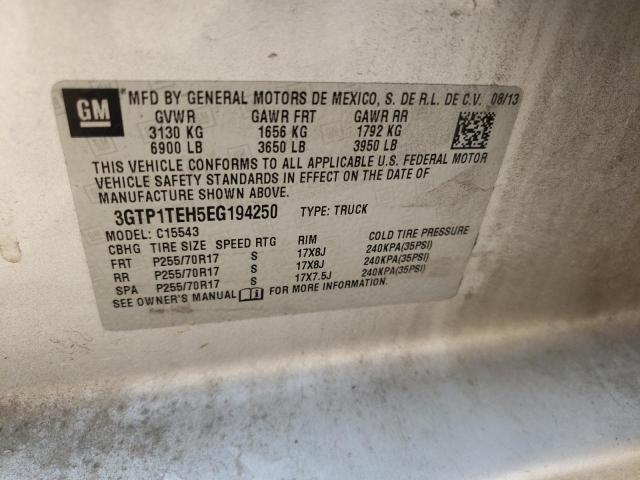 GM
*MFD BY GENERAL MOTORS DE MEXICO, S. DE R.L. DE C.V. 08/13
GVWR GAWR FRT GAWR RR
3130 KG 1656 KG 1792 KG
6900 LB 3650 LB 3950 LB
THIS VEHICLE CONFORMS TO ALL APPLICABLE U.S. FEDERAL MOTOR
VEHICLE SAFETY STANDARDS IN EFFECT ON THE DATE OF
MANUFACTURE SHOWN ABOVE.
3GTP1TEH5EG194250 TYPE: TRUCK
MODEL: C15543
CBHG TIRE SIZE SPEED RTG RIM COLD TIRE PRESSURE
FRT P255/70R17 S 17X8J 240KPA(35PSI)
RR P255/70R17 S 17X8J 240KPA(35PSI)
SPA P255/70R17 S 17X7.5J 240KPA(35PSI)
SEE OWNER'S MANUAL FOR MORE INFORMATION.